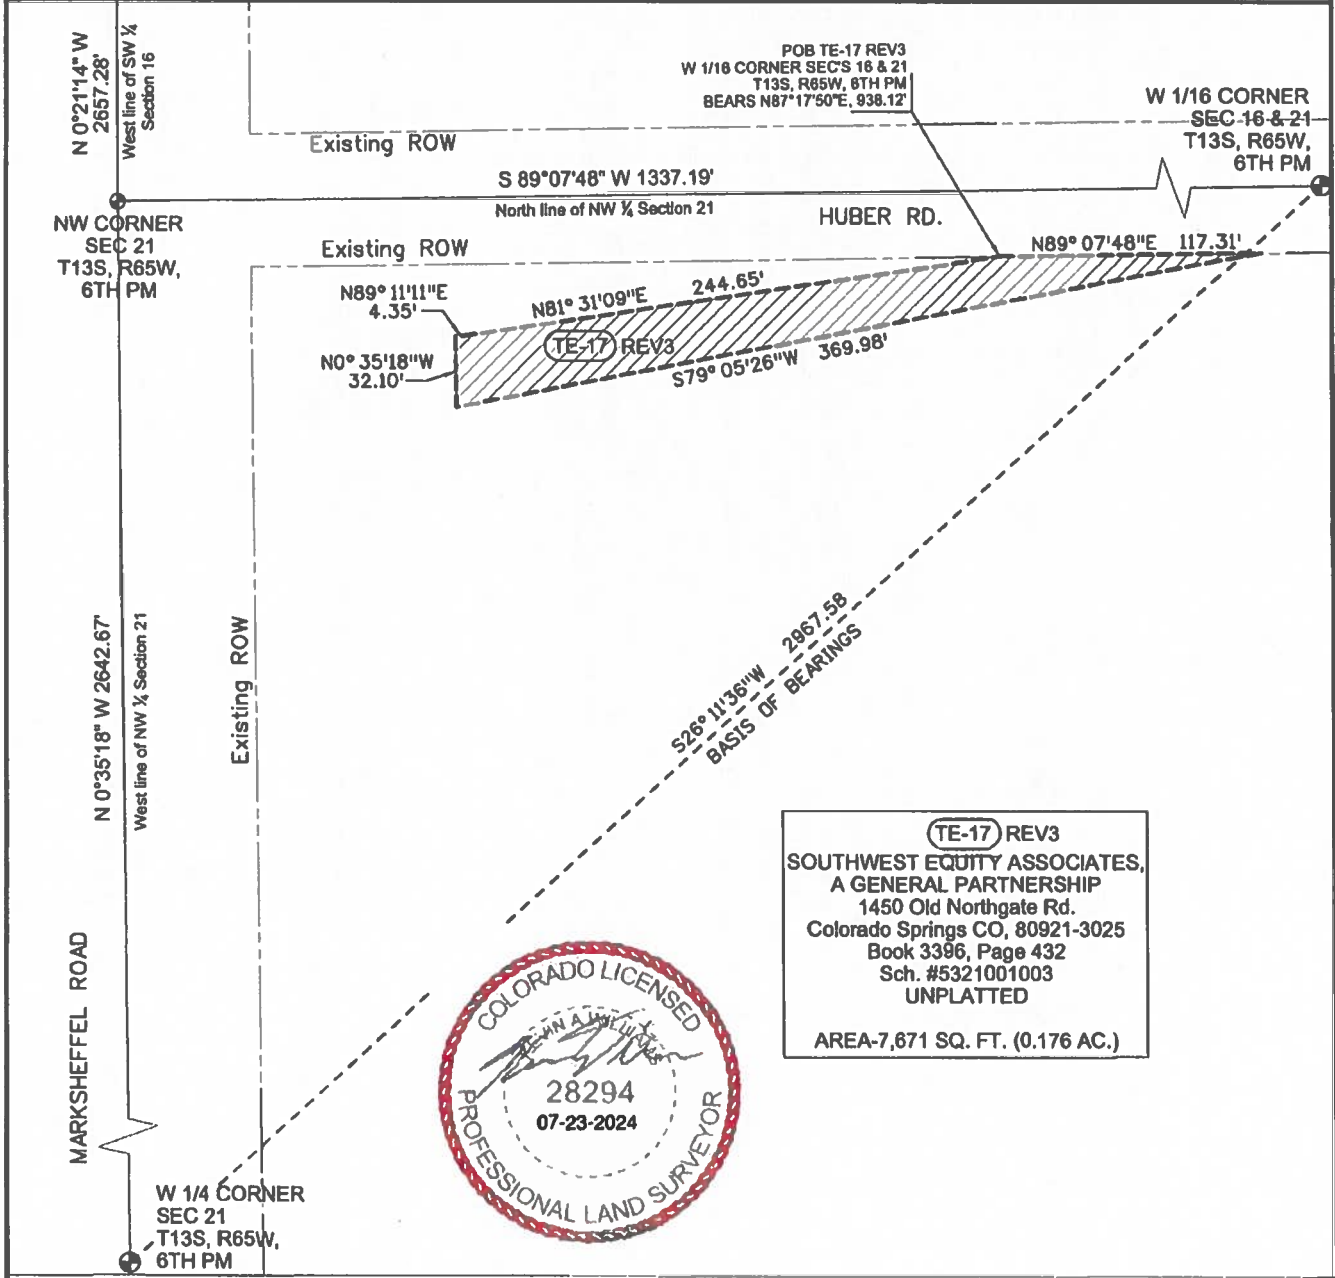 N 0°21'14" W
2657.28'
West line of SW ¼
Section 16
POB TE-17 REV3
W 1/16 CORNER SEC'S 16 & 21
T13S, R65W, 6TH PM
BEARS N87°17'50"E, 938.12'
W 1/16 CORNER
SEC 16 & 21
T13S, R65W,
6TH PM
Existing ROW
S 89°07'48" W 1337.19'
North line of NW ¼ Section 21
HUBER RD.
NW CORNER
SEC 21
T13S, R65W,
6TH PM
Existing ROW
N89° 07'48"E 117.31'
N89° 11'11"E
4.35'
N81° 31'09"E 244.65'
TE-17 REV3
N0° 35'18"W
32.10'
S79° 05'26"W 369.98'
N 0°35'18" W 2642.67'
West line of NW ¼ Section 21
Existing ROW
S26° 11'36"W 2967.58
BASIS OF BEARINGS
TE-17 REV3
SOUTHWEST EQUITY ASSOCIATES,
A GENERAL PARTNERSHIP
1450 Old Northgate Rd.
Colorado Springs CO, 80921-3025
Book 3396, Page 432
Sch. #5321001003
UNPLATTED
AREA-7,671 SQ. FT. (0.176 AC.)
MARKSHEFFEL ROAD
COLORADO LICENSED
28294
07-23-2024
PROFESSIONAL LAND SURVEYOR
W 1/4 CORNER
SEC 21
T13S, R65W,
6TH PM